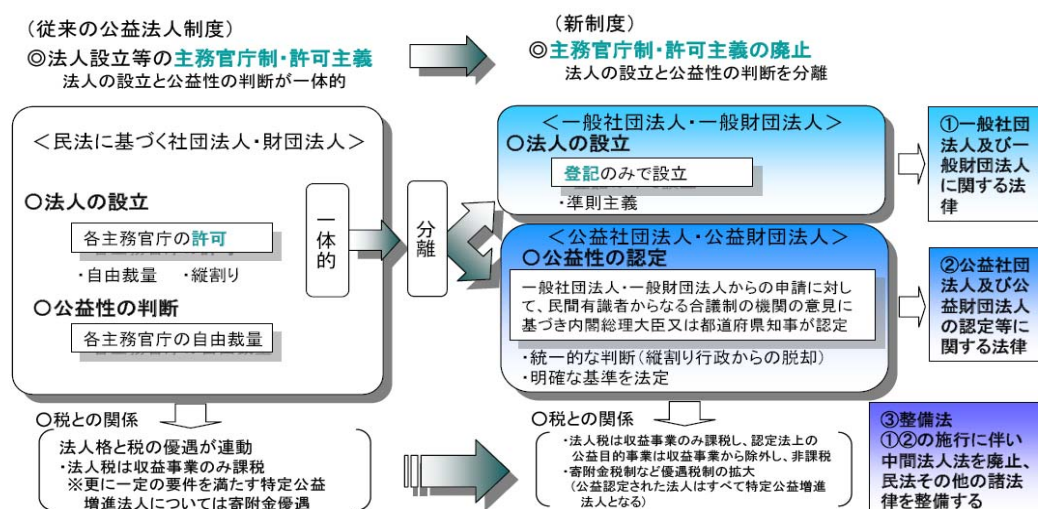 （従来の公益法人制度）
◎法人設立等の主務官庁制・許可主義
法人の設立と公益性の判断が一体的
（新制度）
◎主務官庁制・許可主義の廃止
法人の設立と公益性の判断を分離
＜民法に基づく社団法人・財団法人＞
〇法人の設立
各主務官庁の許可
・自由裁量　・縦割り
〇公益性の判断
各主務官庁の自由裁量
一体的
分離
＜一般社団法人・一般財団法人＞
〇法人の設立
登記のみで設立
・準則主義
＜公益社団法人・公益財団法人＞
〇公益性の認定
一般社団法人・一般財団法人からの申請に対し
て、民間有識者からなる合議制の機関の意見に
基づき内閣総理大臣又は都道府県知事が認定
・統一的な判断（縦割り行政からの脱却）
・明確な基準を法定
①一般社団
法人及び一
般財団法人
に関する法
律
②公益社団
法人及び公
益財団法人
の認定等に
関する法律
〇税との関係
法人格と税の優遇が連動
・法人税は収益事業のみ課税
※更に一定の要件を満たす特定公益
増進法人については寄附金優遇
〇税との関係
・法人税は収益事業のみ課税し、認定法上の
公益目的事業は収益事業から除外し、非課税
・寄附金税制など優遇税制の拡大
（公益認定された法人はすべて特定公益増進
法人となる）
③整備法
①②の施行に伴い
中間法人法を廃止、
民法その他の諸法
律を整備する